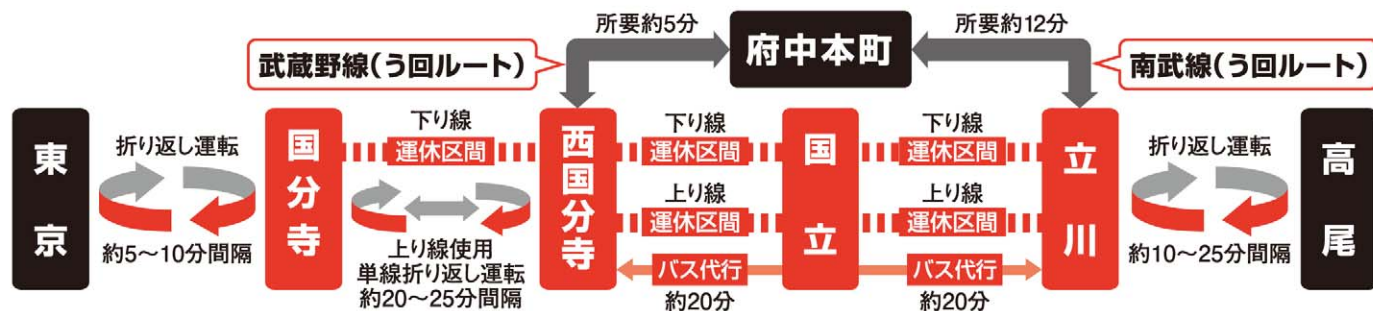 所要約5分
府中本町
所要約12分
武蔵野線(う回ルート)
南武線(う回ルート)
東京
折り返し運転
約5〜10分間隔
国分寺
下り線
運休区間
上り線使用
単線折り返し運転
約20〜25分間隔
西国分寺
下り線
運休区間
上り線
運休区間
バス代行
約20分
国立
下り線
運休区間
上り線
運休区間
バス代行
約20分
立川
折り返し運転
約10〜25分間隔
高尾